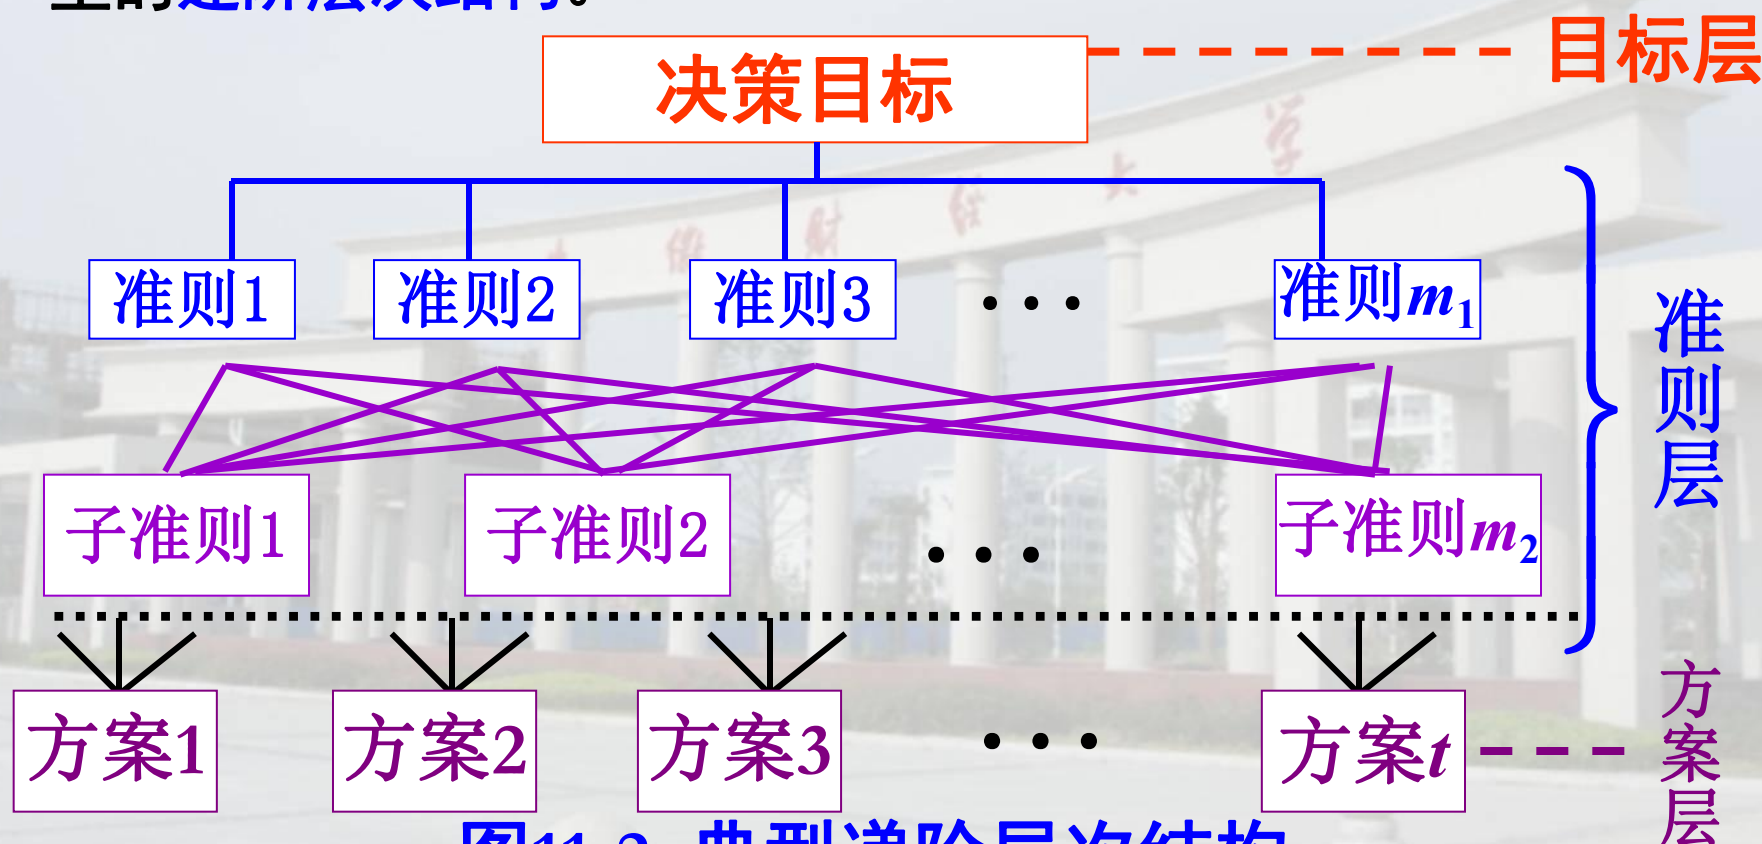 决策目标 目标层
准则1 准则2 准则3 … 准则m₁
准则层
子准则1 子准则2 … 子准则m₂
方案1 方案2 方案3 … 方案t
方案层